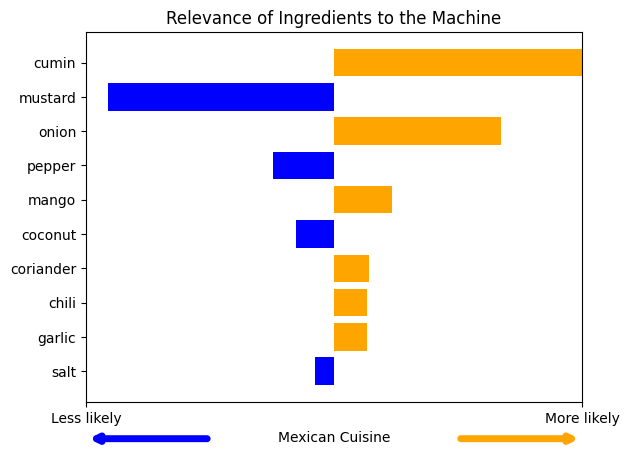 Relevance of Ingredients to the Machine
cumin
mustard
onion
pepper
mango
coconut
coriander
chili
garlic
salt
Less likely
More likely
Mexican Cuisine